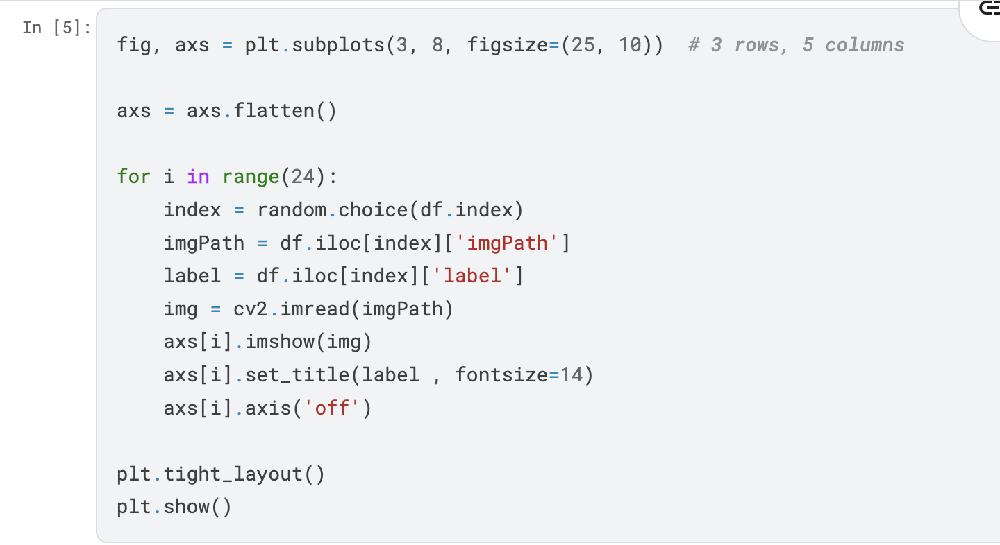 In [5]:
fig, axs = plt.subplots(3, 8, figsize=(25, 10))  # 3 rows, 5 columns
axs = axs.flatten()
for i in range(24):
    index = random.choice(df.index)
    imgPath = df.iloc[index]['imgPath']
    label = df.iloc[index]['label']
    img = cv2.imread(imgPath)
    axs[i].imshow(img)
    axs[i].set_title(label , fontsize=14)
    axs[i].axis('off')
plt.tight_layout()
plt.show()